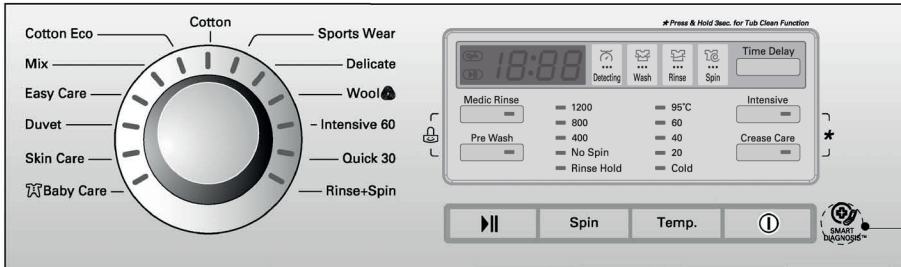 Cotton
Cotton Eco
Sports Wear
Mix
Delicate
Easy Care
Wool
Duvet
Intensive 60
Skin Care
Quick 30
Baby Care
Rinse+Spin
* Press & Hold 3sec. for Tub Clean Function
18:88
Detecting
Wash
Rinse
Spin
Time Delay
Medic Rinse
Pre Wash
1200
800
400
No Spin
Rinse Hold
95°C
60
40
20
Cold
Intensive
Crease Care
*
Spin
Temp.
SMART
DIAGNOSIS™